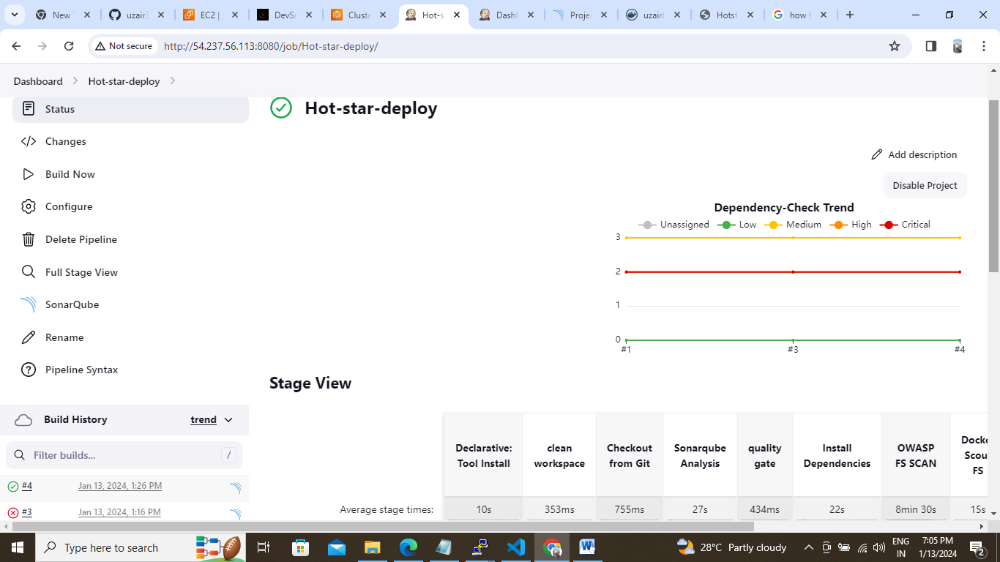 New T
uzair3
EC2 |
DevSe
Cluste
Hot-s
Dashb
Projec
uzairb
Hotst
how t
Not secure
http://54.237.56.113:8080/job/Hot-star-deploy/
Dashboard
Hot-star-deploy
Status
Changes
Build Now
Configure
Delete Pipeline
Full Stage View
SonarQube
Rename
Pipeline Syntax
Build History
trend
Filter builds...
/
#4
Jan 13, 2024, 1:26 PM
#3
Jan 13, 2024, 1:16 PM
Hot-star-deploy
Add description
Disable Project
Dependency-Check Trend
Unassigned Low Medium High Critical
3
2
1
0
#1 #3 #4
Stage View
Declarative: Tool Install
clean workspace
Checkout from Git
Sonarqube Analysis
quality gate
Install Dependencies
OWASP FS SCAN
Docke Scou FS
Average stage times:
10s
353ms
755ms
27s
434ms
22s
8min 30s
15s
Type here to search
28°C Partly cloudy
ENG
IN
7:05 PM
1/13/2024
2